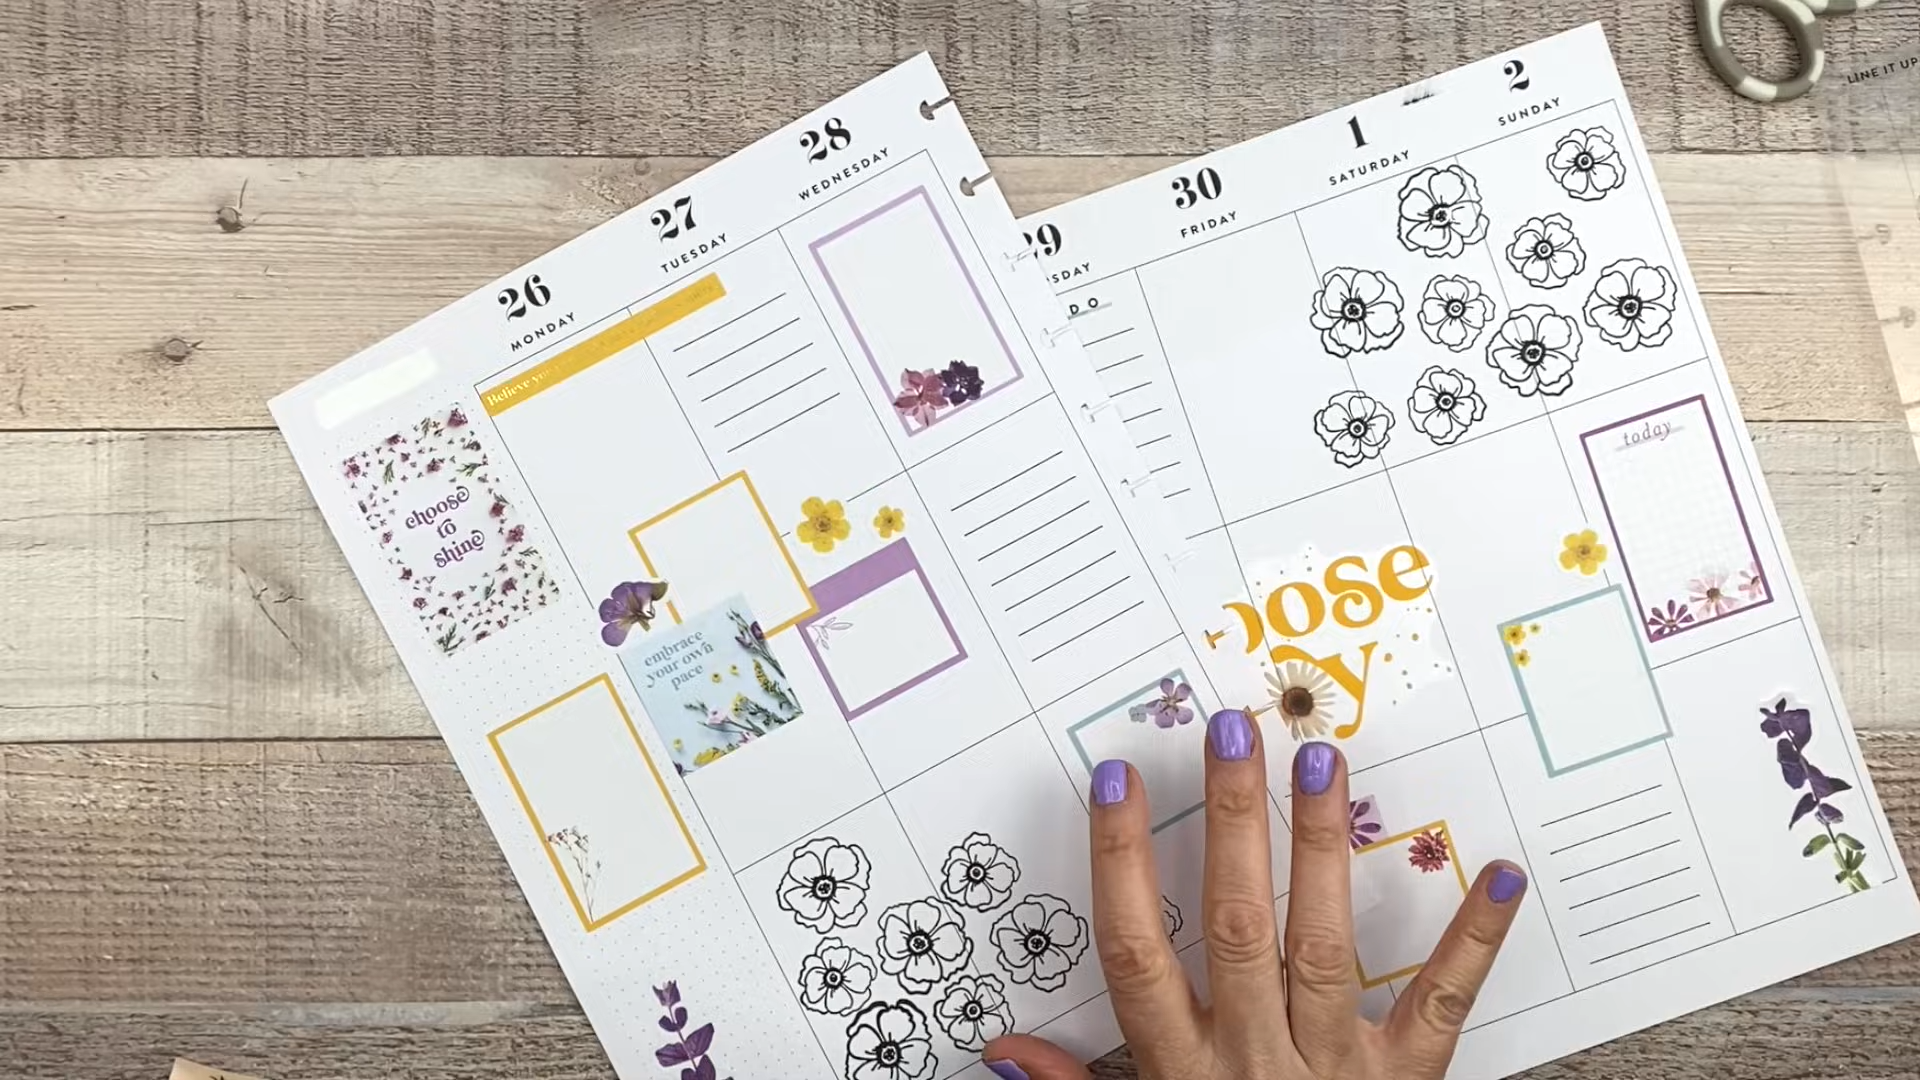 26
MONDAY
27
TUESDAY
28
WEDNESDAY
Believe
choose
to
shine
embrace
your own
pace
30
FRIDAY
1
SATURDAY
2
SUNDAY
today
LINE IT UP